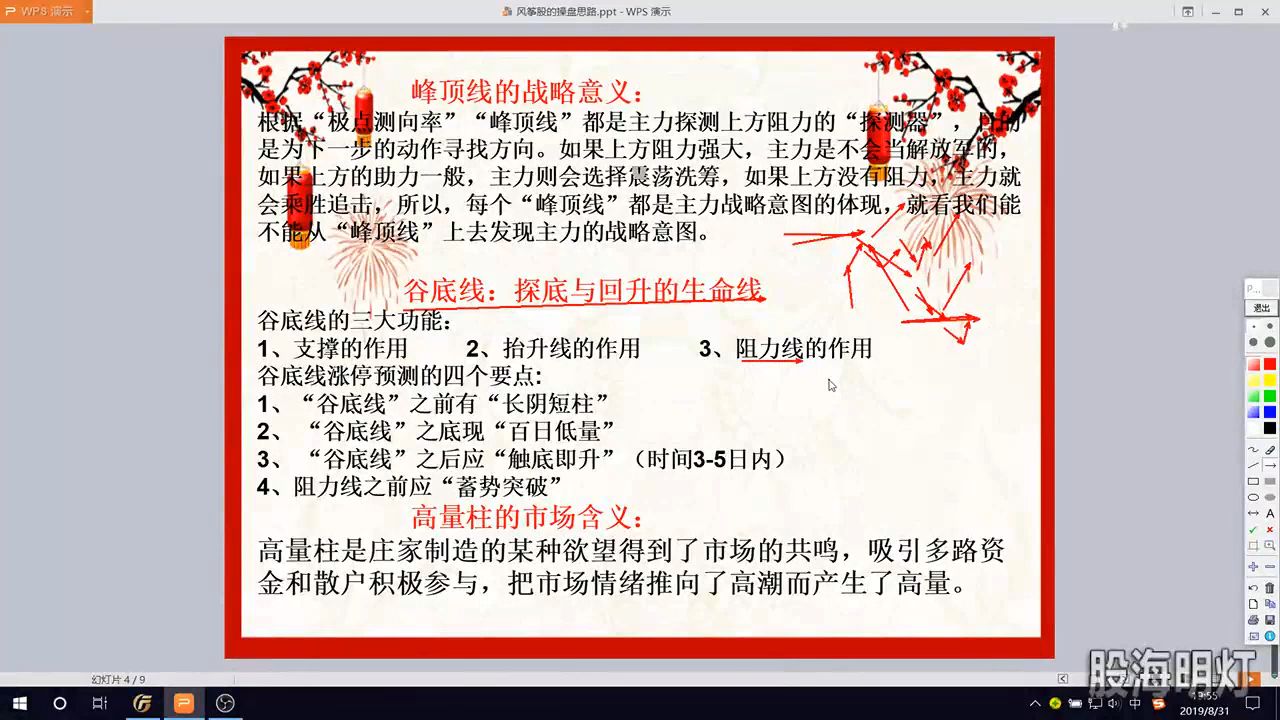 WPS 演示
风筝股的操盘思路.ppt - WPS 演示
峰顶线的战略意义：
根据“极点测向率”“峰顶线”都是主力探测上方阻力的“探测器”，目的
是为下一步的动作寻找方向。如果上方阻力强大，主力是不会当解放军的，
如果上方的助力一般，主力则会选择震荡洗筹，如果上方没有阻力，主力就
会乘胜追击，所以，每个“峰顶线”都是主力战略意图的体现，就看我们能
不能从“峰顶线”上去发现主力的战略意图。
谷底线：探底与回升的生命线
谷底线的三大功能：
1、支撑的作用 2、抬升线的作用 3、阻力线的作用
谷底线涨停预测的四个要点:
1、“谷底线”之前有“长阴短柱”
2、 “谷底线”之底现“百日低量”
3、 “谷底线”之后应“触底即升”（时间3-5日内）
4、阻力线之前应“蓄势突破”
高量柱的市场含义：
高量柱是庄家制造的某种欲望得到了市场的共鸣，吸引多路资
金和散户积极参与，把市场情绪推向了高潮而产生了高量。
P...
退出
A
幻灯片 4 / 9
股海明灯
中
19:55
2019/8/31